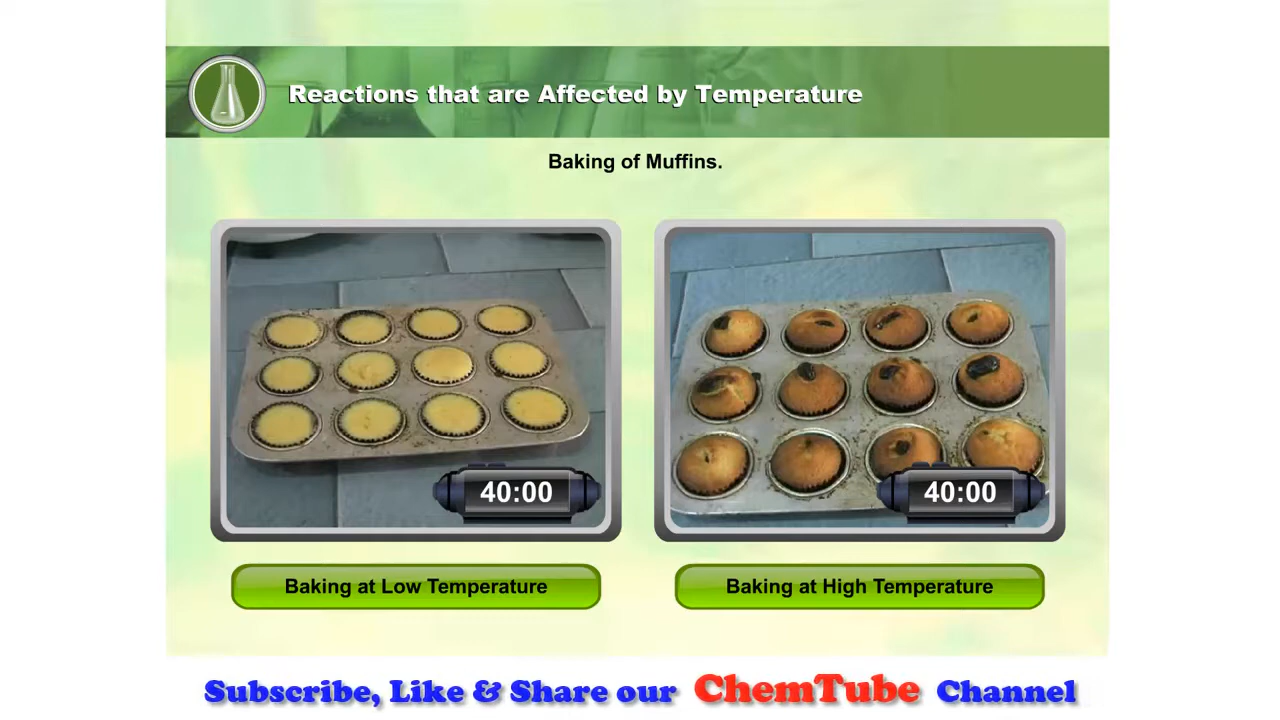 Reactions that are Affected by Temperature
Baking of Muffins.
40:00
40:00
Baking at Low Temperature
Baking at High Temperature
Subscribe, Like & Share our ChemTube Channel